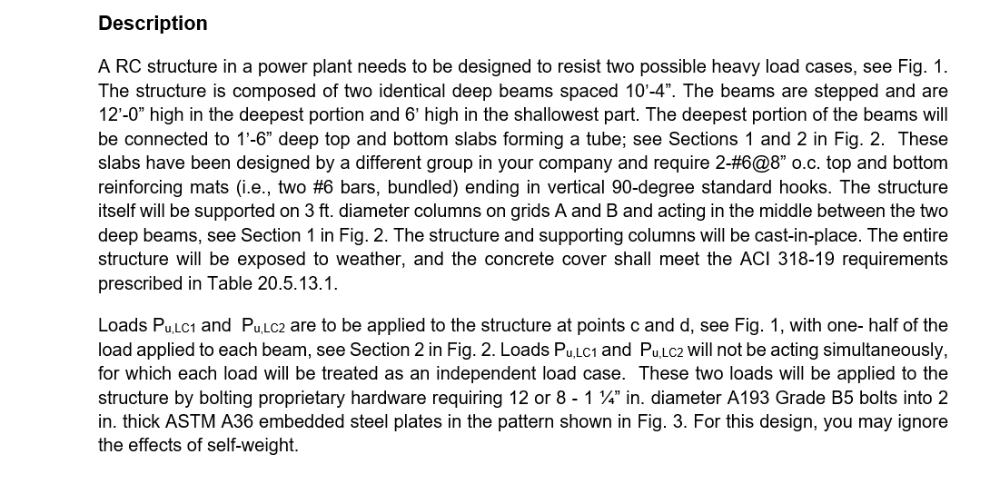 Description
A RC structure in a power plant needs to be designed to resist two possible heavy load cases, see Fig. 1.
The structure is composed of two identical deep beams spaced 10’-4”. The beams are stepped and are
12’-0” high in the deepest portion and 6’ high in the shallowest part. The deepest portion of the beams will
be connected to 1’-6” deep top and bottom slabs forming a tube; see Sections 1 and 2 in Fig. 2. These
slabs have been designed by a different group in your company and require 2-#6@8” o.c. top and bottom
reinforcing mats (i.e., two #6 bars, bundled) ending in vertical 90-degree standard hooks. The structure
itself will be supported on 3 ft. diameter columns on grids A and B and acting in the middle between the two
deep beams, see Section 1 in Fig. 2. The structure and supporting columns will be cast-in-place. The entire
structure will be exposed to weather, and the concrete cover shall meet the ACI 318-19 requirements
prescribed in Table 20.5.13.1.
Loads Pu,LC1 and Pu,LC2 are to be applied to the structure at points c and d, see Fig. 1, with one- half of the
load applied to each beam, see Section 2 in Fig. 2. Loads Pu,LC1 and Pu,LC2 will not be acting simultaneously,
for which each load will be treated as an independent load case. These two loads will be applied to the
structure by bolting proprietary hardware requiring 12 or 8 - 1 ¼” in. diameter A193 Grade B5 bolts into 2
in. thick ASTM A36 embedded steel plates in the pattern shown in Fig. 3. For this design, you may ignore
the effects of self-weight.